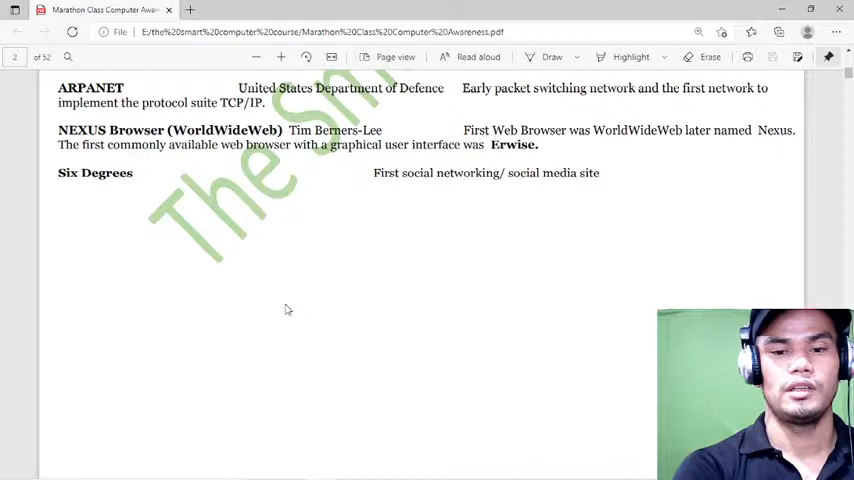 Marathon Class Computer Awar
File
E:/the%20smart%20computer%20course/Marathon%20Class%20Computer%20Awareness.pdf
2 of 52
Page view
Read aloud
Draw
Highlight
Erase
ARPANET United States Department of Defence Early packet switching network and the first network to
implement the protocol suite TCP/IP.
NEXUS Browser (WorldWideWeb) Tim Berners-Lee First Web Browser was WorldWideWeb later named Nexus.
The first commonly available web browser with a graphical user interface was Erwise.
Six Degrees First social networking/ social media site
The Sm